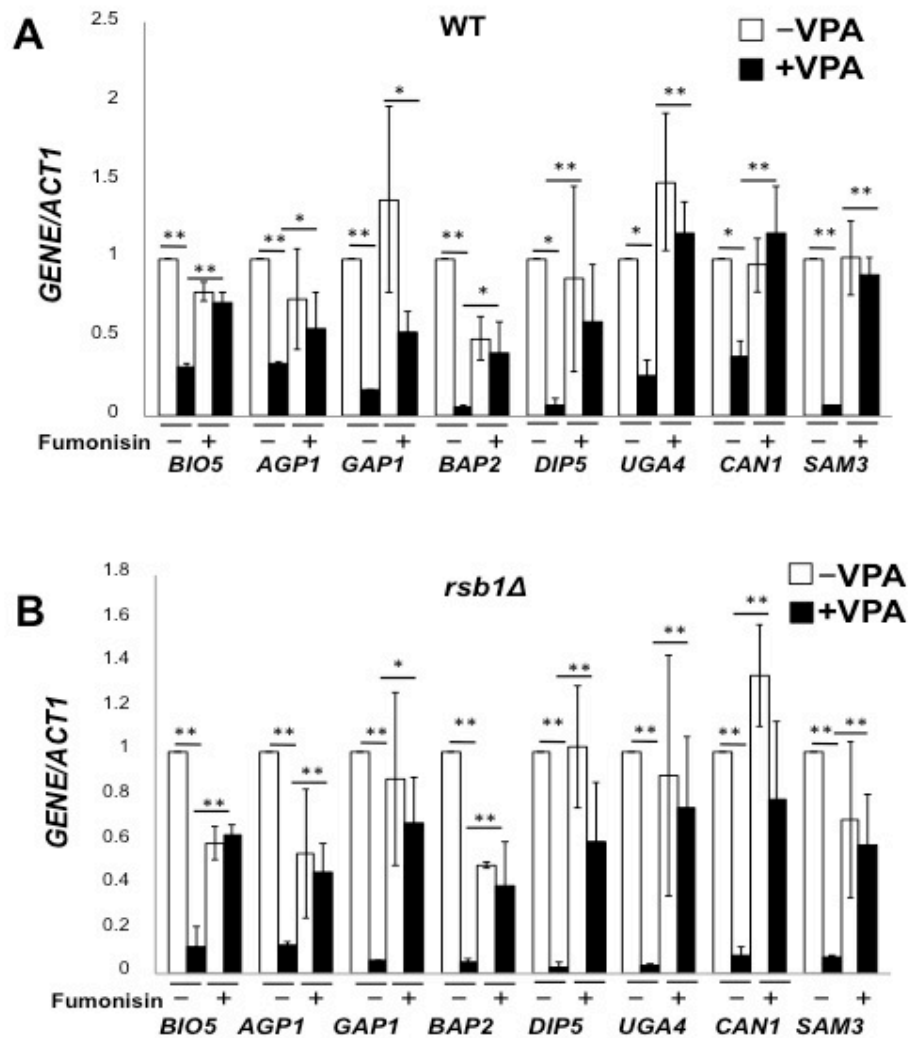 A
WT
−VPA
+VPA
GENE/ACT1
2.5
2
1.5
1
0.5
0
** ** ** * ** * ** * * ** * ** * ** ** **
Fumonisin − + − + − + − + − + − + − + − +
BIO5 AGP1 GAP1 BAP2 DIP5 UGA4 CAN1 SAM3
B
rsb1Δ
−VPA
+VPA
GENE/ACT1
1.8
1.6
1.4
1.2
1
0.8
0.6
0.4
0.2
0
** ** ** ** ** * ** ** ** ** ** ** ** ** ** **
Fumonisin − + − + − + − + − + − + − + − +
BIO5 AGP1 GAP1 BAP2 DIP5 UGA4 CAN1 SAM3